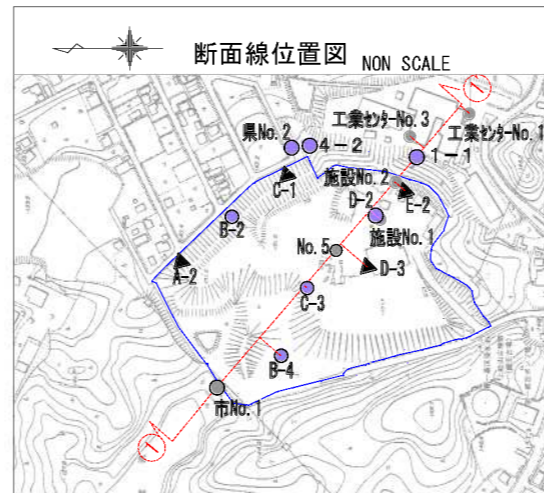 断面線位置図 NON SCALE
①
工業センターNo.3
工業センターNo.1
県No.2
4-2
1-1
C-1
施設No.2
E-2
D-2
B-2
施設No.1
No.5
A-2
D-3
C-3
B-4
市No.1
①